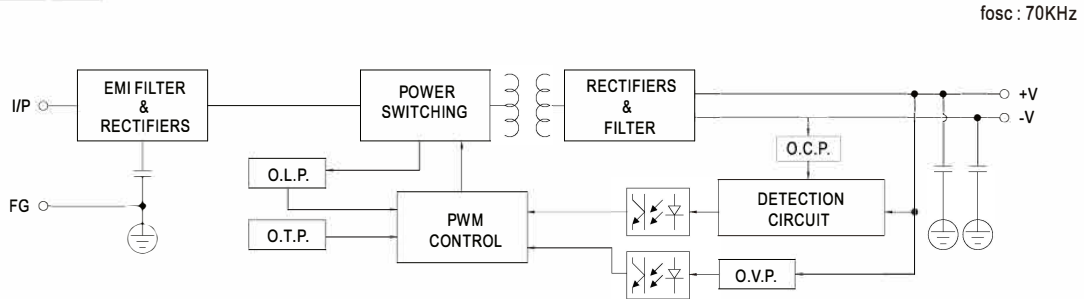 fosc : 70KHz
I/P
EMI FILTER
&
RECTIFIERS
POWER
SWITCHING
RECTIFIERS
&
FILTER
+V
-V
O.C.P.
O.L.P.
DETECTION
CIRCUIT
FG
PWM
CONTROL
O.T.P.
O.V.P.